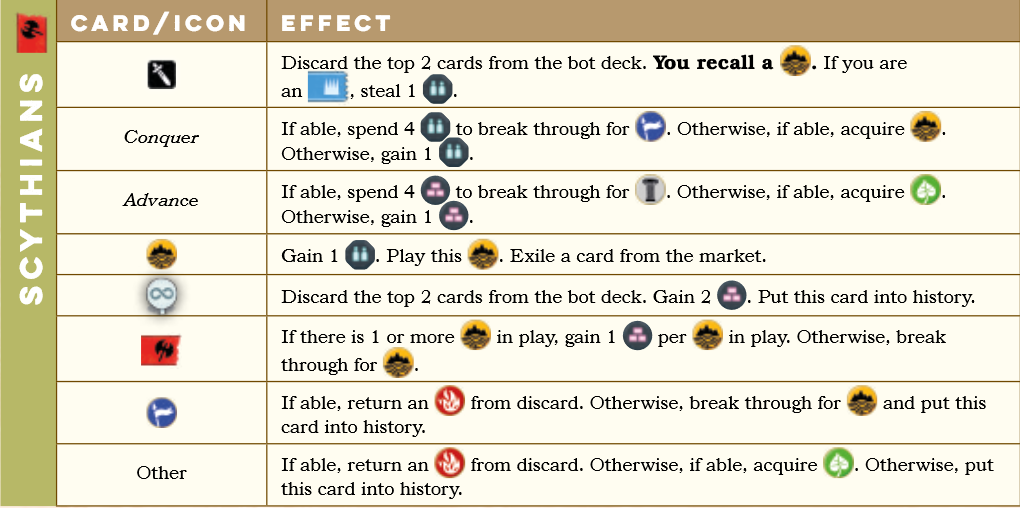 SCYTHIANS
CARD/ICON EFFECT
Discard the top 2 cards from the bot deck. You recall a . If you are
an , steal 1 .
Conquer
If able, spend 4 to break through for . Otherwise, if able, acquire .
Otherwise, gain 1 .
Advance
If able, spend 4 to break through for . Otherwise, if able, acquire .
Otherwise, gain 1 .
Gain 1 . Play this . Exile a card from the market.
Discard the top 2 cards from the bot deck. Gain 2 . Put this card into history.
If there is 1 or more in play, gain 1 per in play. Otherwise, break
through for .
If able, return an from discard. Otherwise, break through for and put this
card into history.
Other
If able, return an from discard. Otherwise, if able, acquire . Otherwise, put
this card into history.